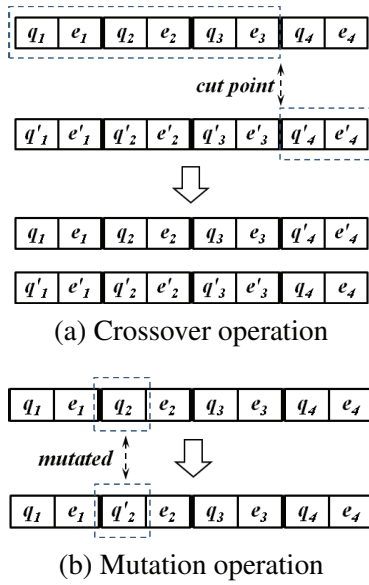 q1 e1 q2 e2 q3 e3 q4 e4
cut point
q'1 e'1 q'2 e'2 q'3 e'3 q'4 e'4
q1 e1 q2 e2 q3 e3 q'4 e'4
q'1 e'1 q'2 e'2 q'3 e'3 q4 e4
(a) Crossover operation
q1 e1 q2 e2 q3 e3 q4 e4
mutated
q1 e1 q'2 e2 q3 e3 q4 e4
(b) Mutation operation